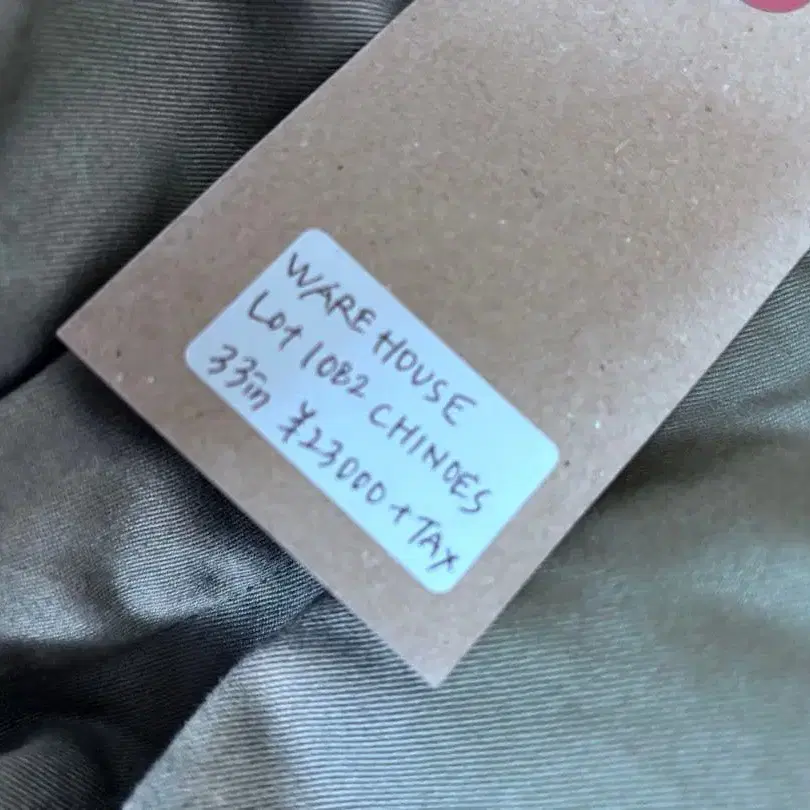 WAREHOUSE
Lot 1082 CHINOES
33in ¥23000+TAX